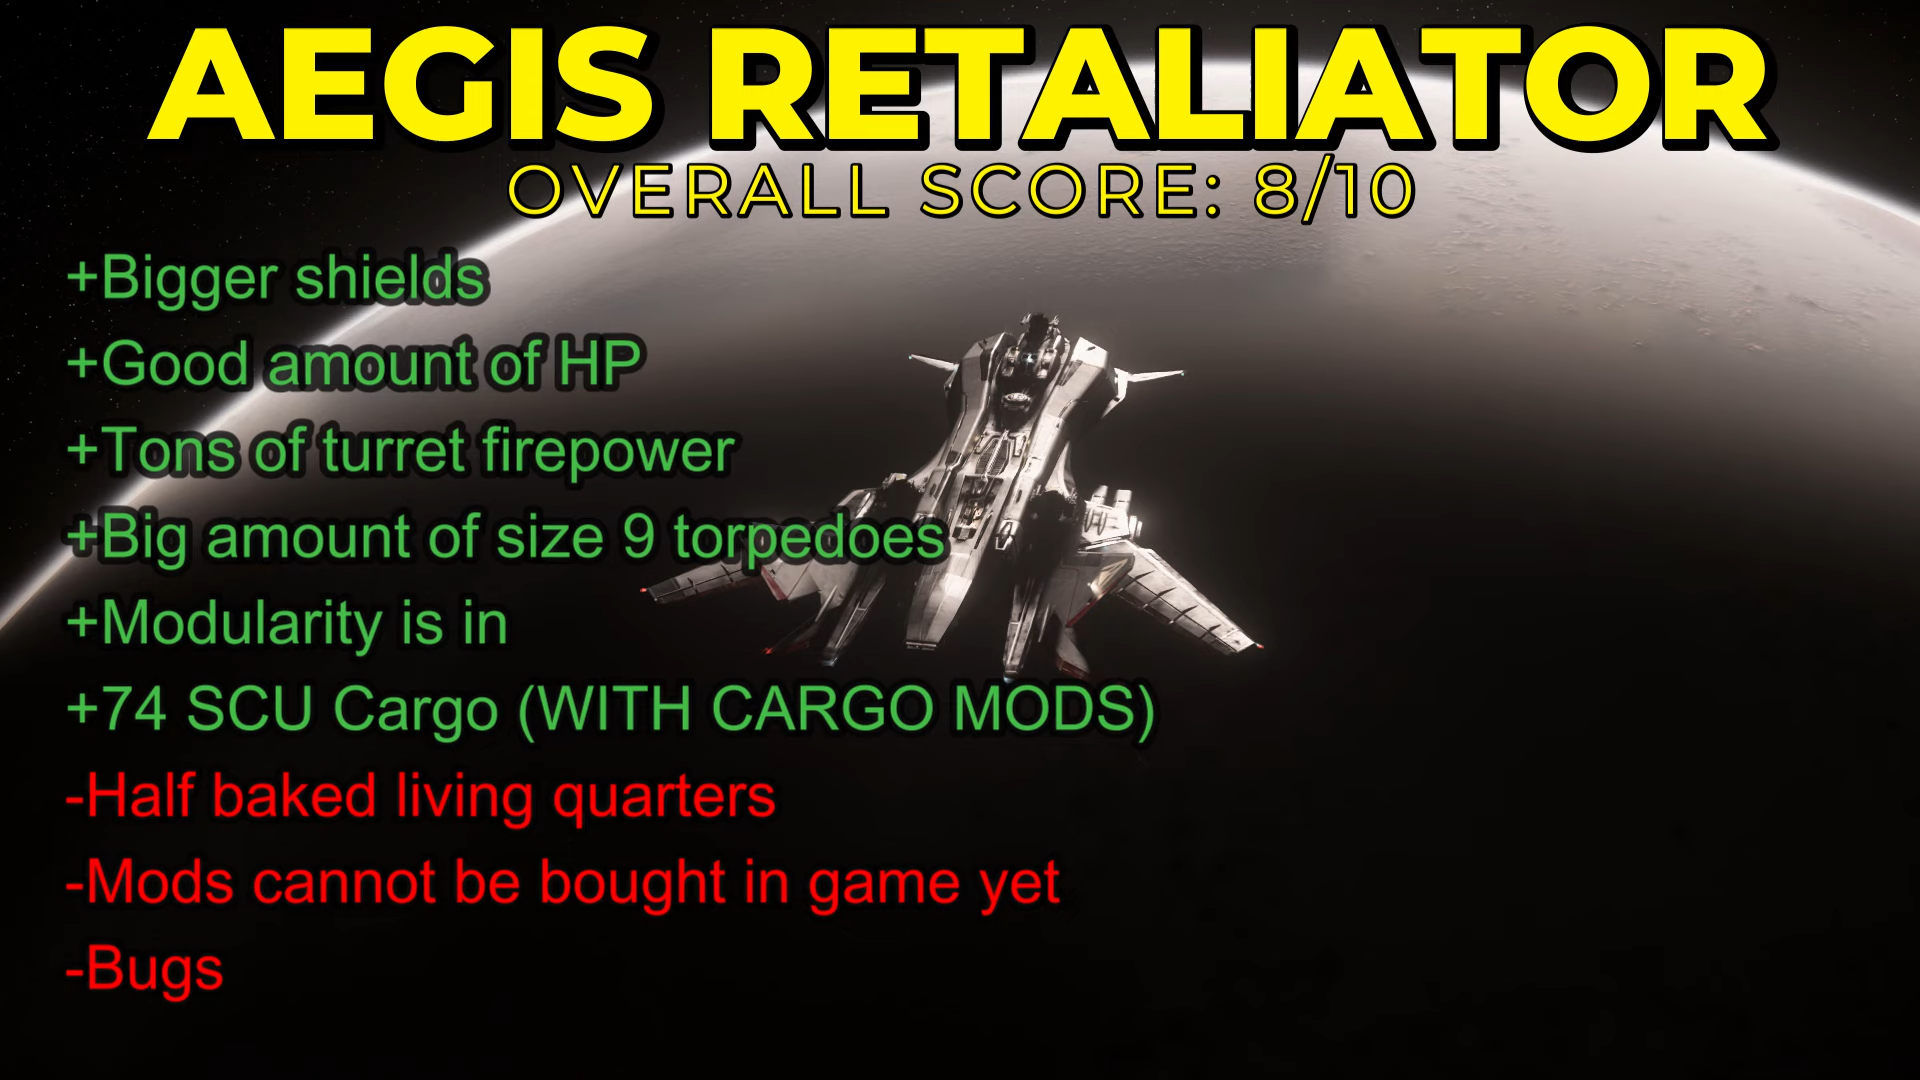 AEGIS RETALIATOR
OVERALL SCORE: 8/10
+Bigger shields
+Good amount of HP
+Tons of turret firepower
+Big amount of size 9 torpedoes
+Modularity is in
+74 SCU Cargo (WITH CARGO MODS)
-Half baked living quarters
-Mods cannot be bought in game yet
-Bugs